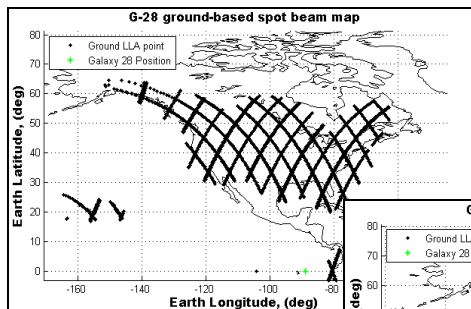 G-28 ground-based spot beam map
Ground LLA point
Galaxy 28 Position
80
70
60
50
40
30
20
10
0
-160
-140
-120
-100
-80
Earth Latitude, (deg)
Earth Longitude, (deg)
G
Ground LL
Galaxy 28
80
70
60
deg)